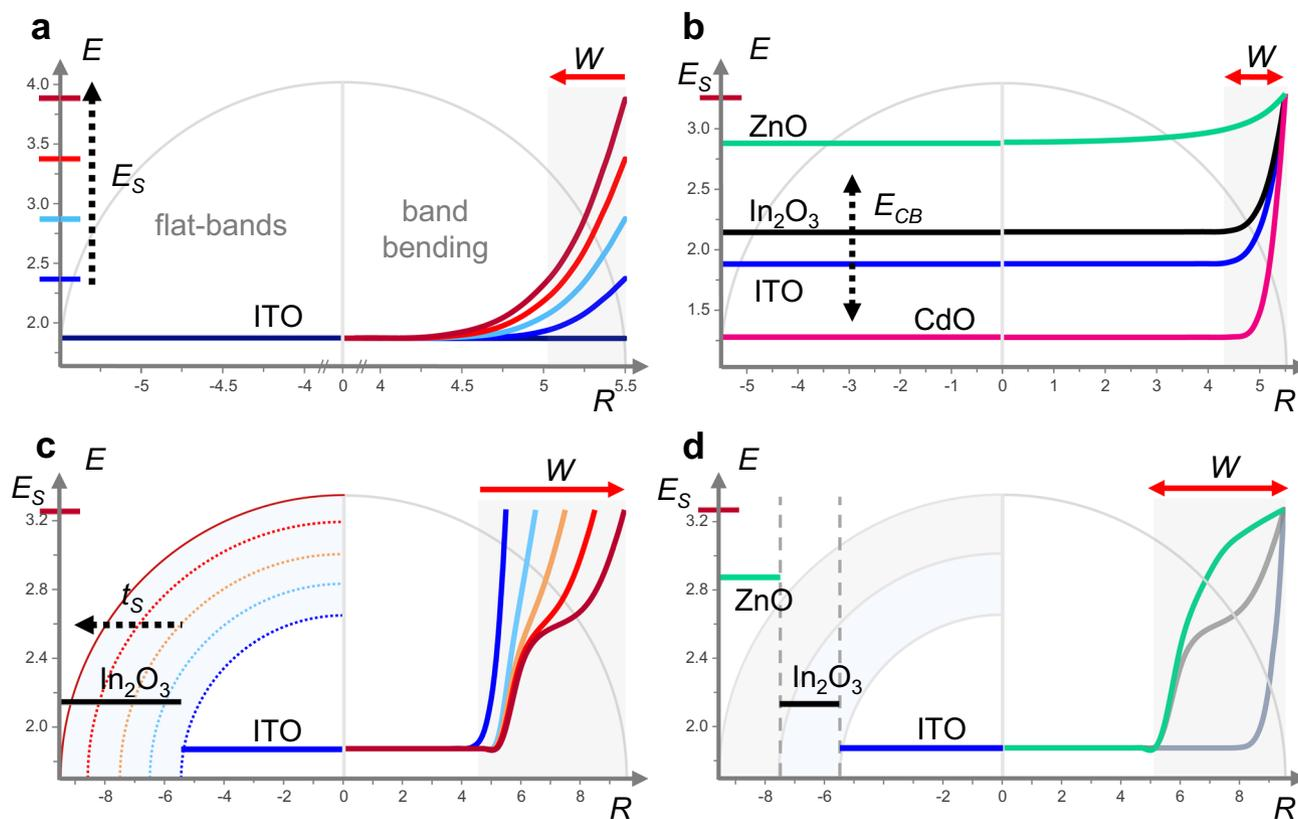 a
E
W
4.0
3.5
3.0
2.5
2.0
E_S
flat-bands
band
bending
ITO
-5
-4.5
-4
0
4
4.5
5
5.5
R
b
E
E_S
W
3.0
2.5
2.0
1.5
ZnO
In₂O₃
E_CB
ITO
CdO
-5
-4
-3
-2
-1
0
1
2
3
4
5
R
c
E
E_S
W
3.2
2.8
2.4
2.0
t_S
In₂O₃
ITO
-8
-6
-4
-2
0
2
4
6
8
R
d
E
E_S
W
3.2
2.8
2.4
2.0
ZnO
In₂O₃
ITO
-8
-6
-2
0
2
4
6
8
R